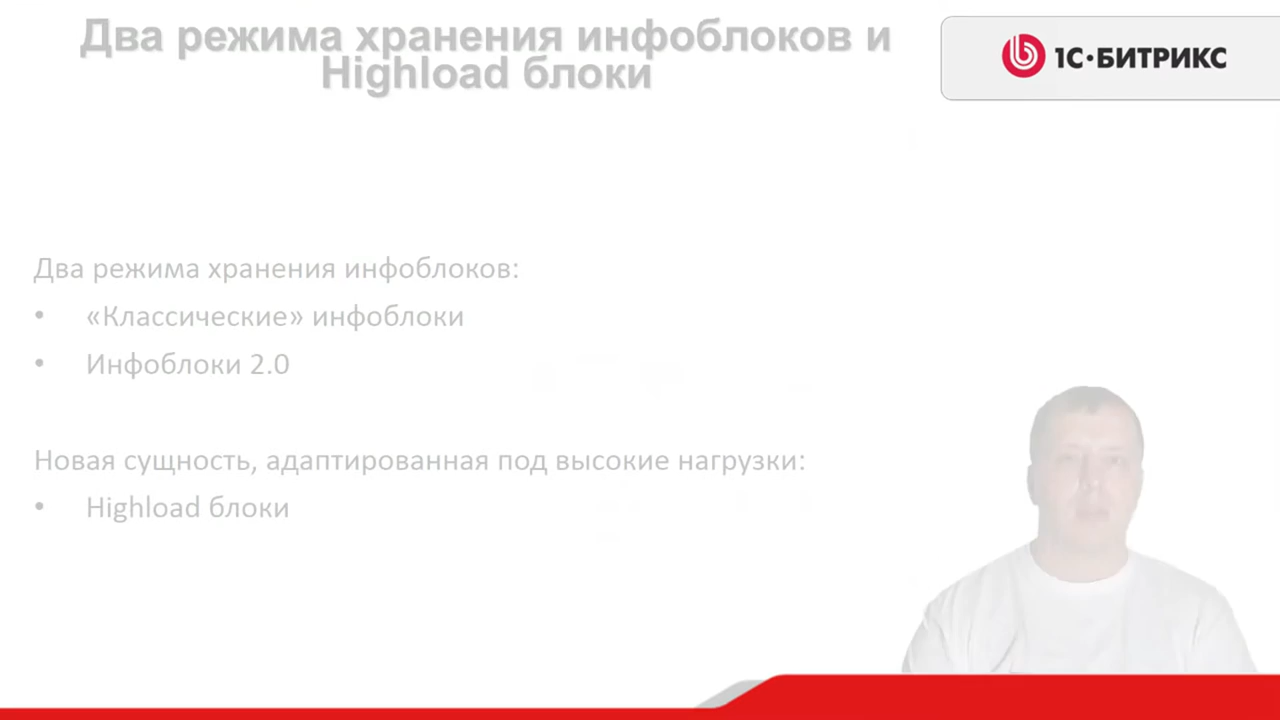 Два режима хранения инфоблоков и
Highload блоки
1С·БИТРИКС
Два режима хранения инфоблоков:
• «Классические» инфоблоки
• Инфоблоки 2.0
Новая сущность, адаптированная под высокие нагрузки:
• Highload блоки